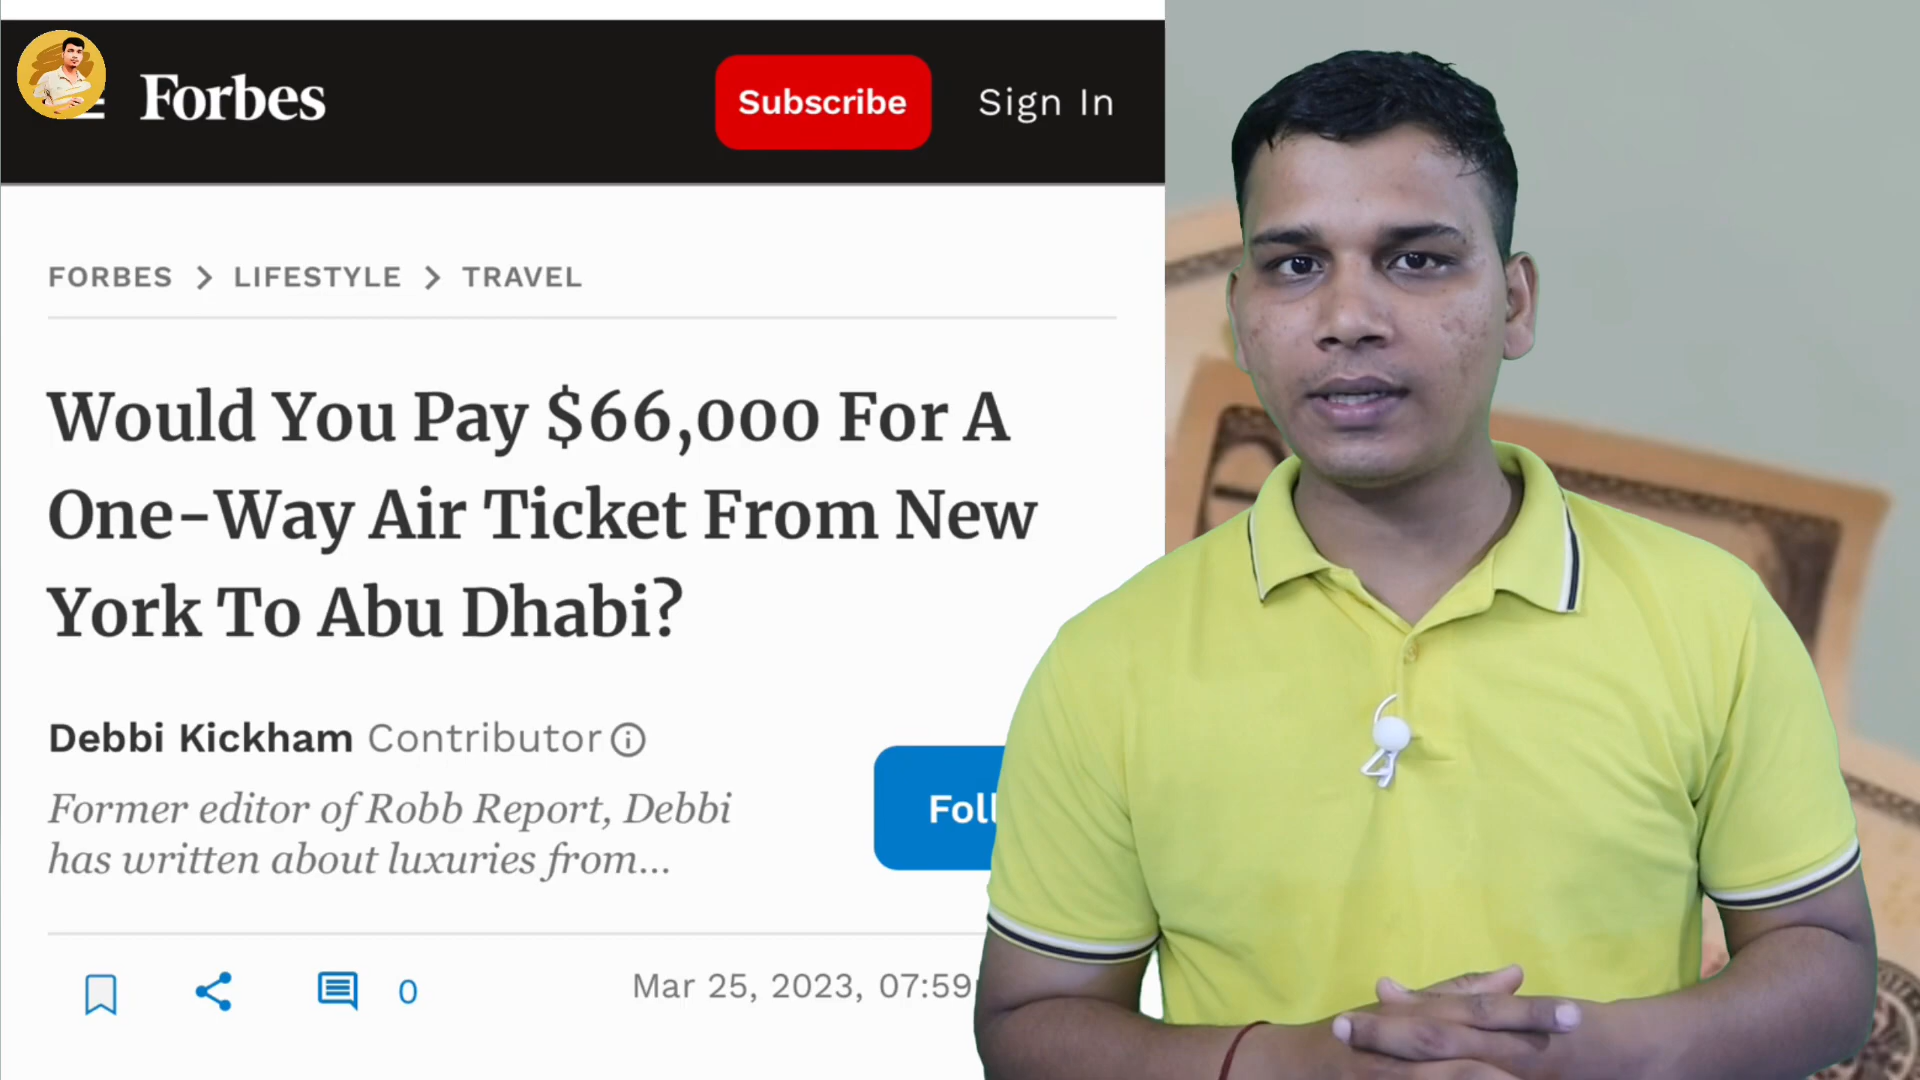 Forbes
Subscribe
Sign In
FORBES > LIFESTYLE > TRAVEL
Would You Pay $66,000 For A
One-Way Air Ticket From New
York To Abu Dhabi?
Debbi Kickham Contributor
Former editor of Robb Report, Debbi
has written about luxuries from...
Foll
0
Mar 25, 2023, 07:59